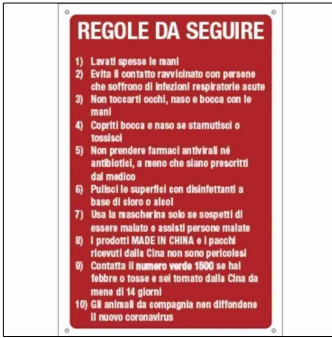 REGOLE DA SEGUIRE
1) Lavati spesso le mani
2) Evita il contatto ravvicinato con persone
che soffrono di infezioni respiratorie acute
3) Non toccarti occhi, naso e bocca con le
mani
4) Copriti bocca e naso se starnutisci o
tossisci
5) Non prendere farmaci antivirali né
antibiotici, a meno che siano prescritti
dal medico
6) Pulisci le superfici con disinfettanti a
base di cloro o alcol
7) Usa la mascherina solo se sospetti di
essere malato o assisti persone malate
8) I prodotti MADE IN CHINA e i pacchi
ricevuti dalla Cina non sono pericolosi
9) Contatta il numero verde 1500 se hai
febbre o tosse e sei tornato dalla Cina da
meno di 14 giorni
10) Gli animali da compagnia non diffondono
il nuovo coronavirus